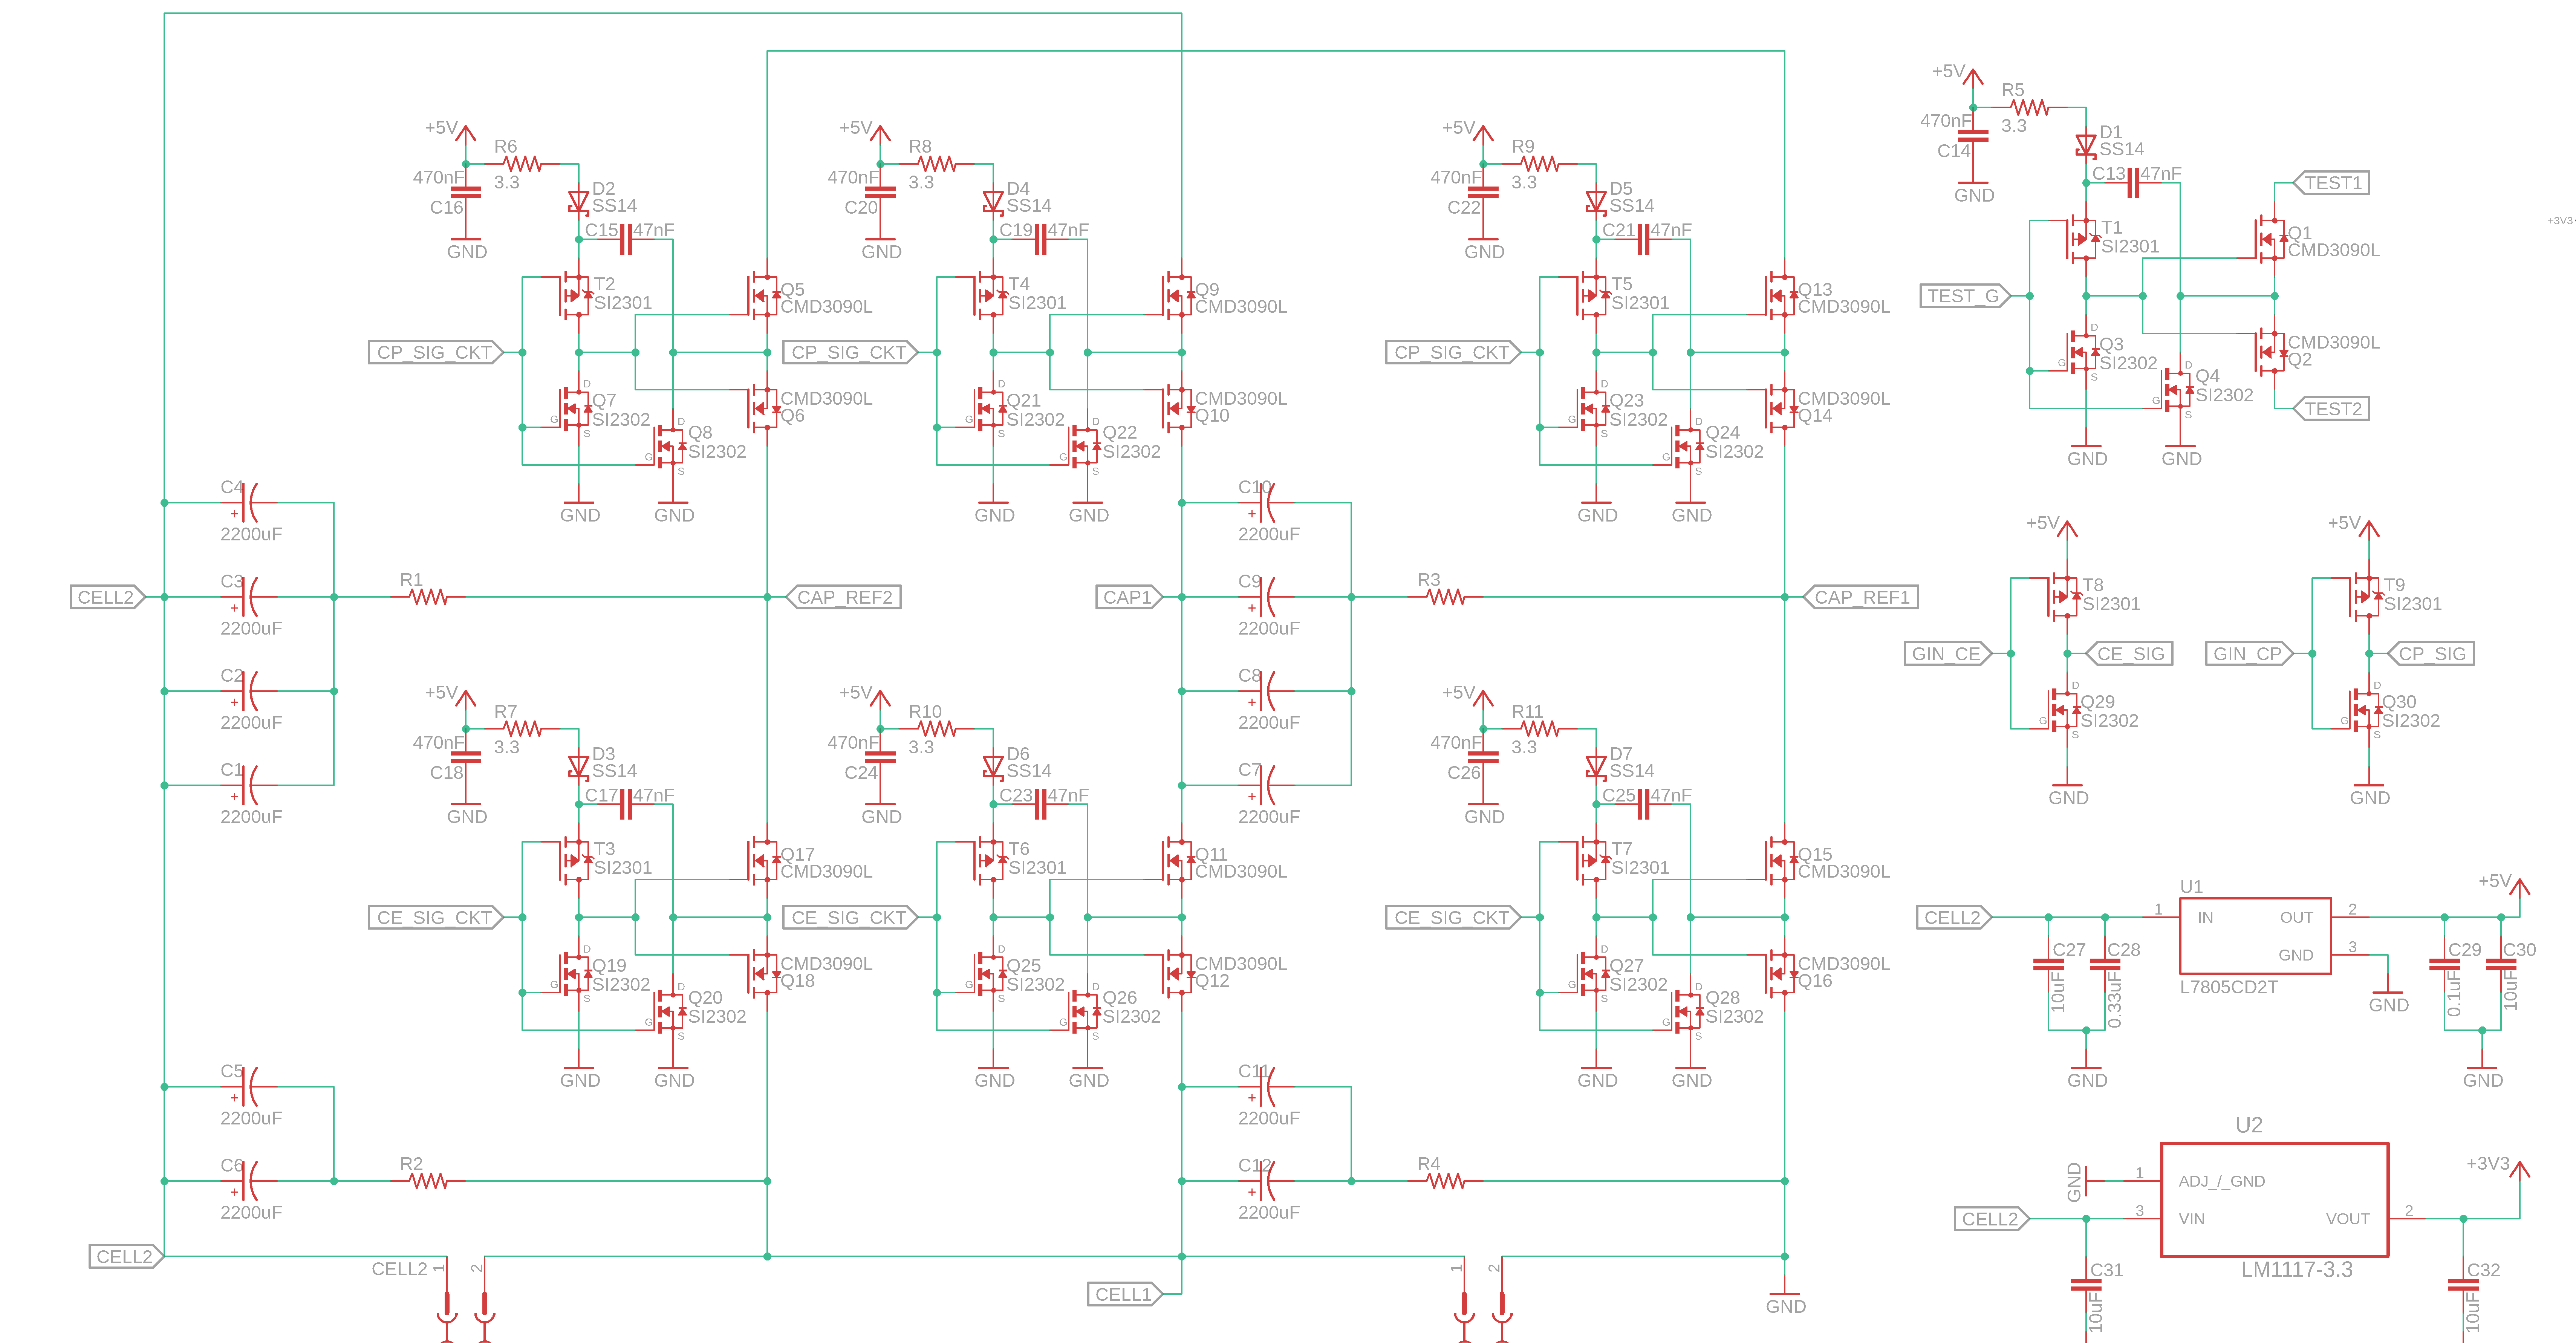 +5V
R5
470nF
3.3
C14
D1
SS14
GND
C13
47nF
TEST1
T1
SI2301
Q1
CMD3090L
TEST_G
D
Q3
SI2302
G
S
CMD3090L
Q2
D
Q4
SI2302
G
S
TEST2
GND
GND
+3V3
+5V
R6
470nF
3.3
C16
D2
SS14
GND
C15
47nF
T2
SI2301
Q5
CMD3090L
CP_SIG_CKT
D
Q7
SI2302
G
S
CMD3090L
Q6
D
Q8
SI2302
G
S
GND
GND
+5V
R8
470nF
3.3
C20
D4
SS14
GND
C19
47nF
T4
SI2301
Q9
CMD3090L
CP_SIG_CKT
D
Q21
SI2302
G
S
CMD3090L
Q10
D
Q22
SI2302
G
S
GND
GND
+5V
R9
470nF
3.3
C22
D5
SS14
GND
C21
47nF
T5
SI2301
Q13
CMD3090L
CP_SIG_CKT
D
Q23
SI2302
G
S
CMD3090L
Q14
D
Q24
SI2302
G
S
GND
GND
C4
+
2200uF
C3
+
2200uF
C2
+
2200uF
C1
+
2200uF
CELL2
R1
CAP_REF2
CAP1
C10
+
2200uF
C9
+
2200uF
C8
+
2200uF
C7
+
2200uF
R3
CAP_REF1
+5V
T8
SI2301
GIN_CE
CE_SIG
D
Q29
SI2302
G
S
GND
+5V
T9
SI2301
GIN_CP
CP_SIG
D
Q30
SI2302
G
S
GND
+5V
R7
470nF
3.3
C18
D3
SS14
GND
C17
47nF
T3
SI2301
Q17
CMD3090L
CE_SIG_CKT
D
Q19
SI2302
G
S
CMD3090L
Q18
D
Q20
SI2302
G
S
GND
GND
+5V
R10
470nF
3.3
C24
D6
SS14
GND
C23
47nF
T6
SI2301
Q11
CMD3090L
CE_SIG_CKT
D
Q25
SI2302
G
S
CMD3090L
Q12
D
Q26
SI2302
G
S
GND
GND
+5V
R11
470nF
3.3
C26
D7
SS14
GND
C25
47nF
T7
SI2301
Q15
CMD3090L
CE_SIG_CKT
D
Q27
SI2302
G
S
CMD3090L
Q16
D
Q28
SI2302
G
S
GND
GND
U1
+5V
CELL2
1
IN
OUT
2
GND
3
L7805CD2T
C27
10uF
C28
0.33uF
GND
GND
C29
0.1uF
C30
10uF
GND
C5
+
2200uF
C6
+
2200uF
R2
C11
+
2200uF
C12
+
2200uF
R4
CELL2
CELL2
1
2
CELL1
1
2
GND
U2
GND
1
ADJ_/_GND
+3V3
CELL2
3
VIN
VOUT
2
LM1117-3.3
C31
10uF
C32
10uF